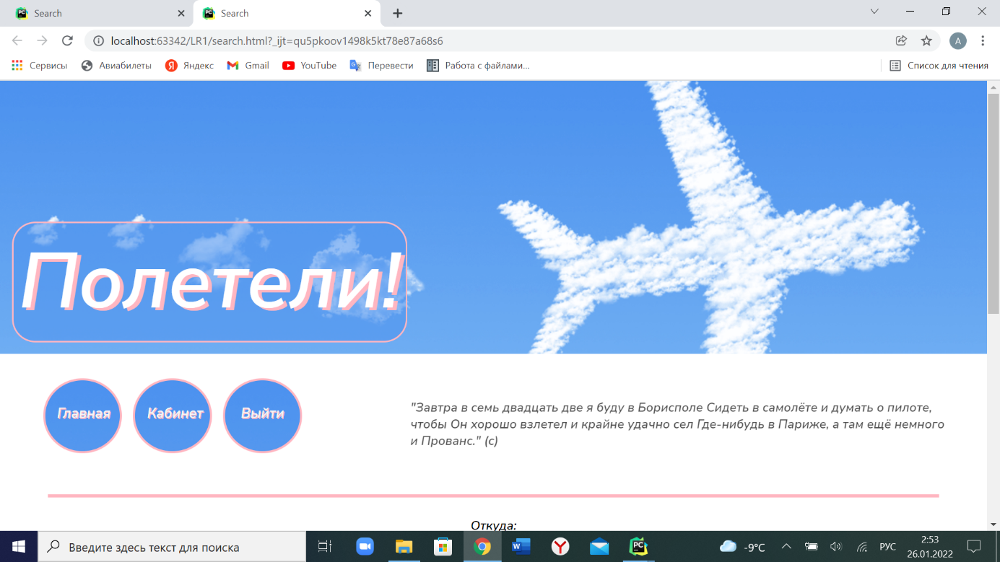 Search
Search
localhost:63342/LR1/search.html?_ijt=qu5pkoov1498k5kt78e87a68s6
A
Сервисы
Авиабилеты
Яндекс
Gmail
YouTube
Перевести
Работа с файлами...
Список для чтения
Полетели!
Главная
Кабинет
Выйти
"Завтра в семь двадцать две я буду в Борисполе Сидеть в самолёте и думать о пилоте,
чтобы Он хорошо взлетел и крайне удачно сел Где-нибудь в Париже, а там ещё немного
и Прованс." (с)
Откуда:
Введите здесь текст для поиска
-9°C
РУС
2:53
26.01.2022